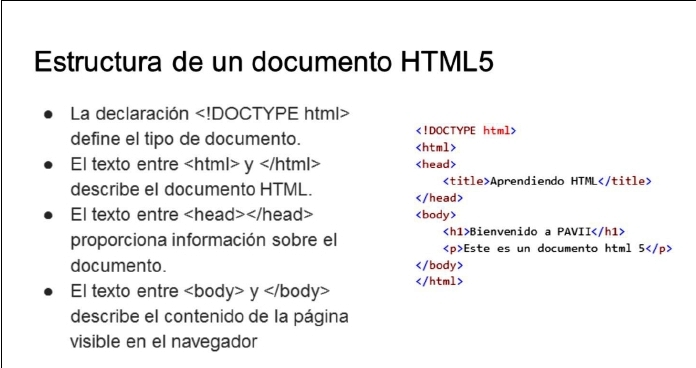 Estructura de un documento HTML5
● La declaración <!DOCTYPE html>
define el tipo de documento.
● El texto entre <html> y </html>
describe el documento HTML.
● El texto entre <head></head>
proporciona información sobre el
documento.
● El texto entre <body> y </body>
describe el contenido de la página
visible en el navegador
<!DOCTYPE html>
<html>
<head>
    <title>Aprendiendo HTML</title>
</head>
<body>
    <h1>Bienvenido a PAVII</h1>
    <p>Este es un documento html 5</p>
</body>
</html>